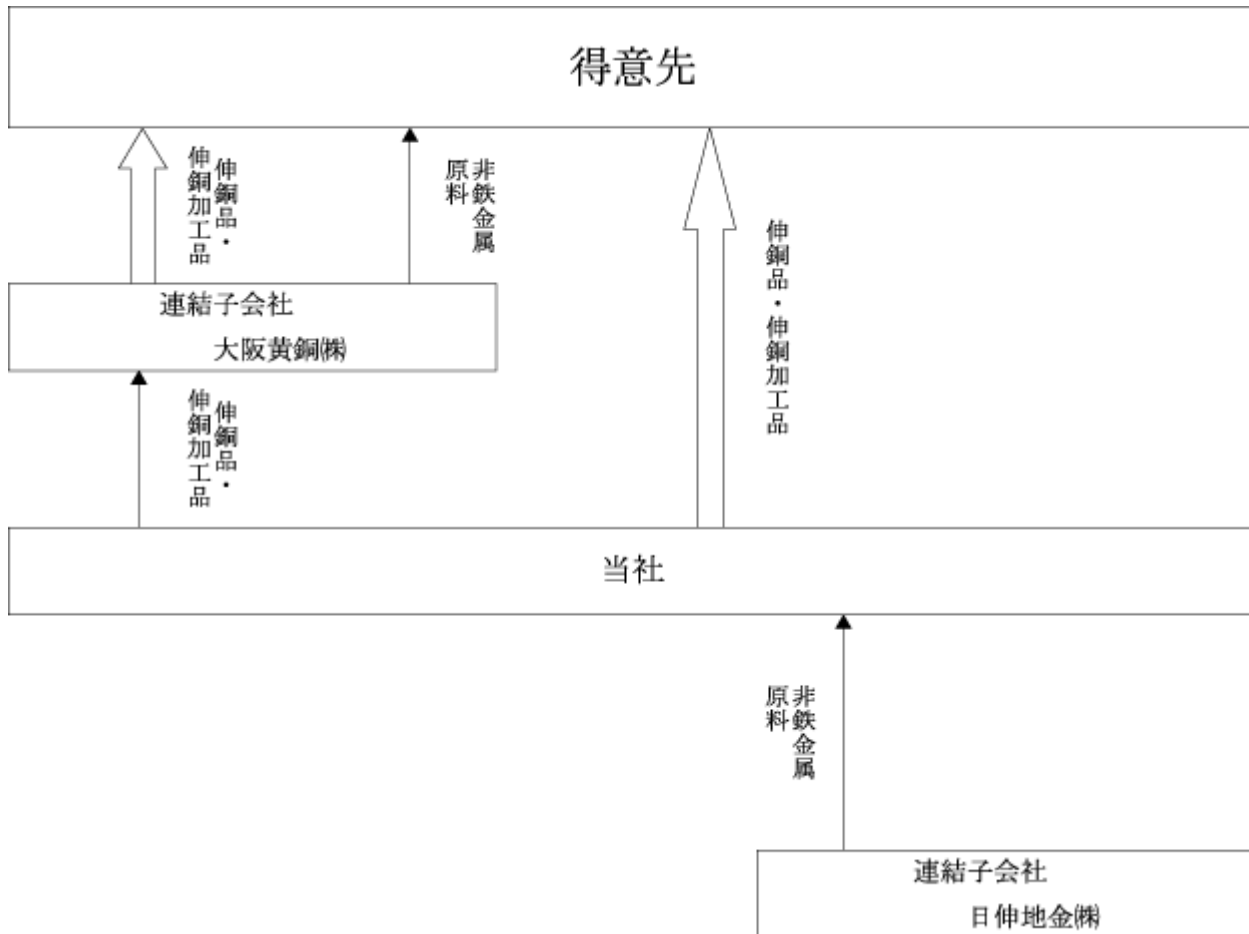 得意先
伸銅品・
伸銅加工品
非鉄金属
原料
伸銅品・伸銅加工品
連結子会社
大阪黄銅㈱
伸銅品・
伸銅加工品
当社
非鉄金属
原料
連結子会社
日伸地金㈱